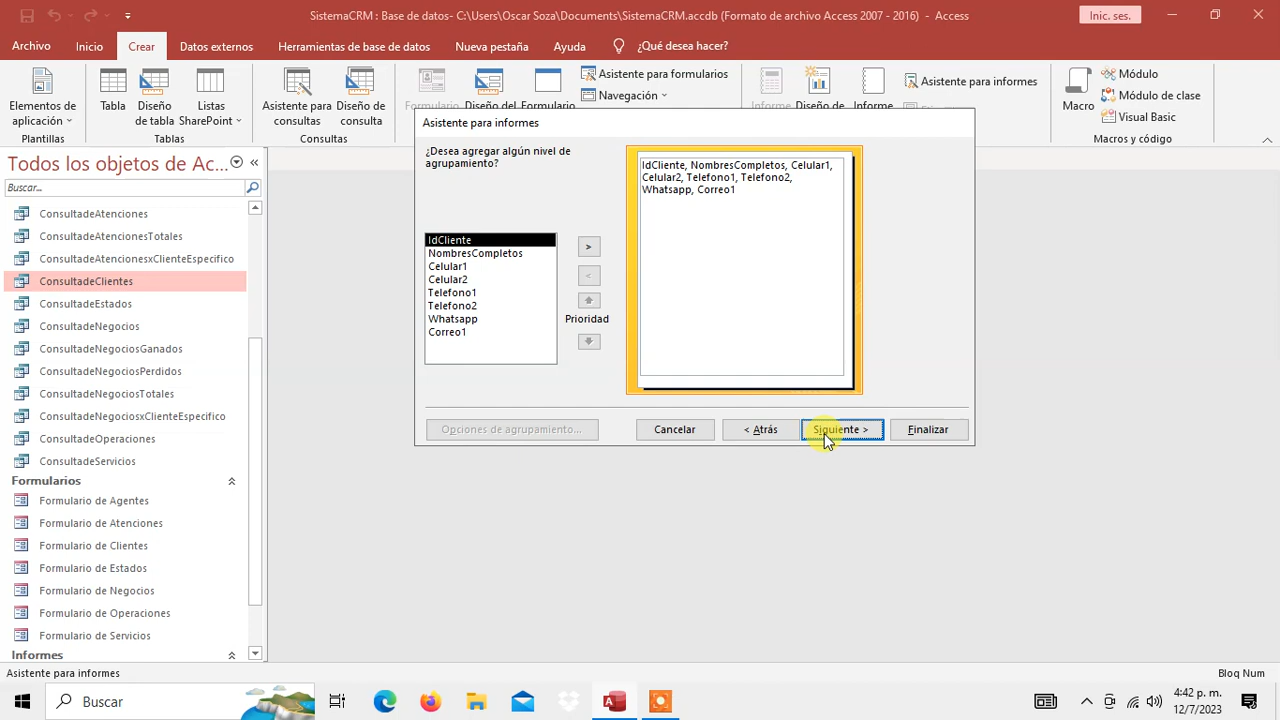 SistemaCRM : Base de datos- C:\Users\Oscar Soza\Documents\SistemaCRM.accdb (Formato de archivo Access 2007 - 2016) - Access
Inic. ses.
Archivo
Inicio
Crear
Datos externos
Herramientas de base de datos
Nueva pestaña
Ayuda
¿Qué desea hacer?
Elementos de aplicación
Tabla
Diseño de tabla
Listas SharePoint
Asistente para consultas
Diseño de consulta
Formulario
Diseño del
Formulario
Asistente para formularios
Navegación
Informe
Diseño de
Informe
Asistente para informes
Macro
Módulo
Módulo de clase
Visual Basic
Plantillas
Tablas
Consultas
Macros y código
Todos los objetos de Ac...
Buscar...
ConsultadeAtenciones
ConsultadeAtencionesTotales
ConsultadeAtencionesxClienteEspecifico
ConsultadeClientes
ConsultadeEstados
ConsultadeNegocios
ConsultadeNegociosGanados
ConsultadeNegociosPerdidos
ConsultadeNegociosTotales
ConsultadeNegociosxClienteEspecifico
ConsultadeOperaciones
ConsultadeServicios
Formularios
Formulario de Agentes
Formulario de Atenciones
Formulario de Clientes
Formulario de Estados
Formulario de Negocios
Formulario de Operaciones
Formulario de Servicios
Informes
Asistente para informes
¿Desea agregar algún nivel de
agrupamiento?
IdCliente
NombresCompletos
Celular1
Celular2
Telefono1
Telefono2
Whatsapp
Correo1
>
<
Prioridad
IdCliente, NombresCompletos, Celular1,
Celular2, Telefono1, Telefono2,
Whatsapp, Correo1
Opciones de agrupamiento...
Cancelar
< Atrás
Siguiente >
Finalizar
Asistente para informes
Bloq Num
Buscar
4:42 p. m.
12/7/2023